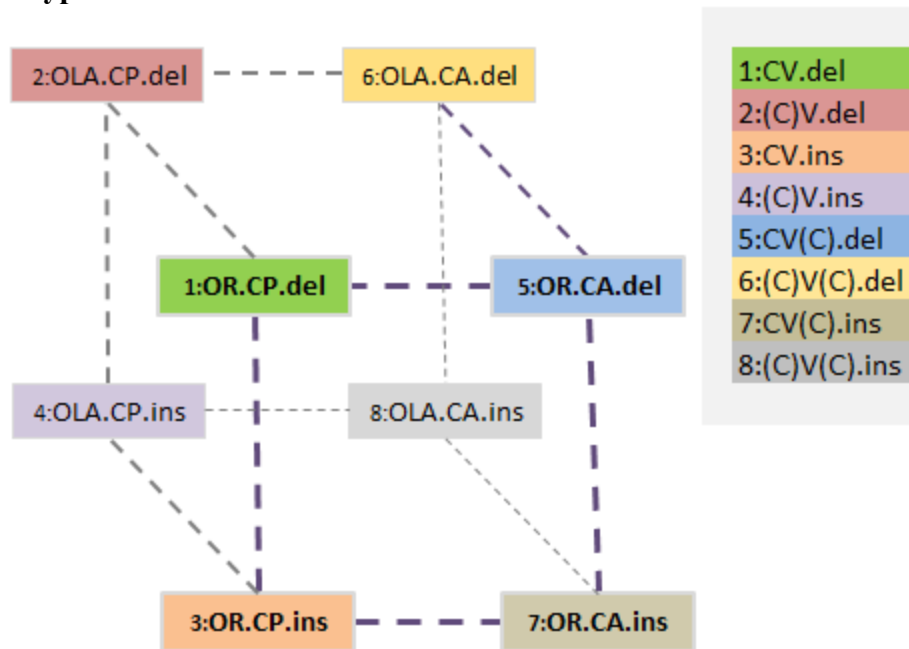 2:OLA.CP.del
6:OLA.CA.del
1:OR.CP.del
5:OR.CA.del
4:OLA.CP.ins
8:OLA.CA.ins
3:OR.CP.ins
7:OR.CA.ins
1:CV.del
2:(C)V.del
3:CV.ins
4:(C)V.ins
5:CV(C).del
6:(C)V(C).del
7:CV(C).ins
8:(C)V(C).ins